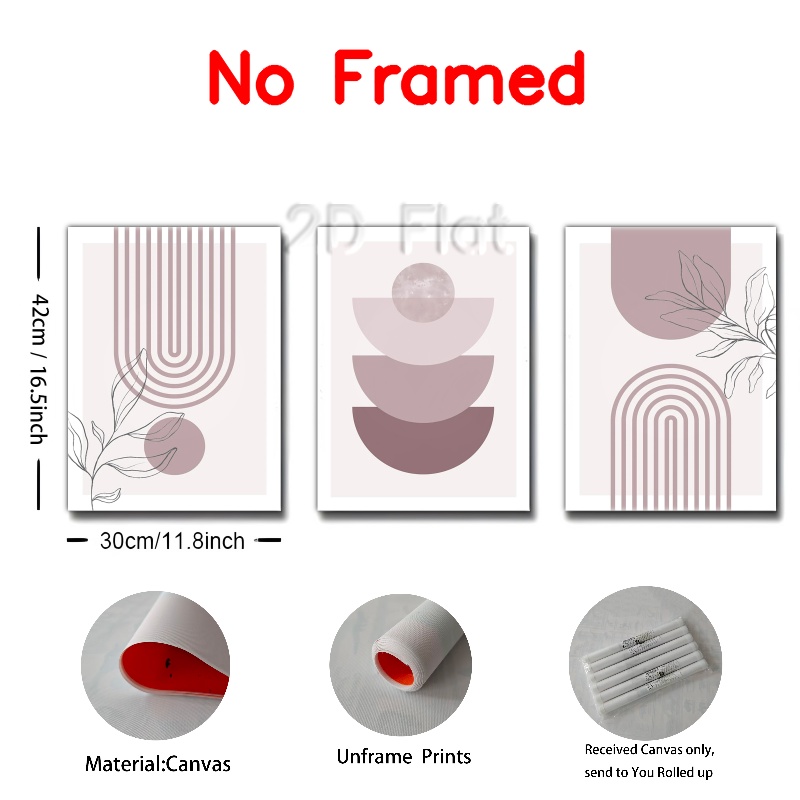 No Framed
2D Flat
42cm / 16.5inch
30cm/11.8inch
Material:Canvas
Unframe Prints
Received Canvas only,
send to You Rolled up